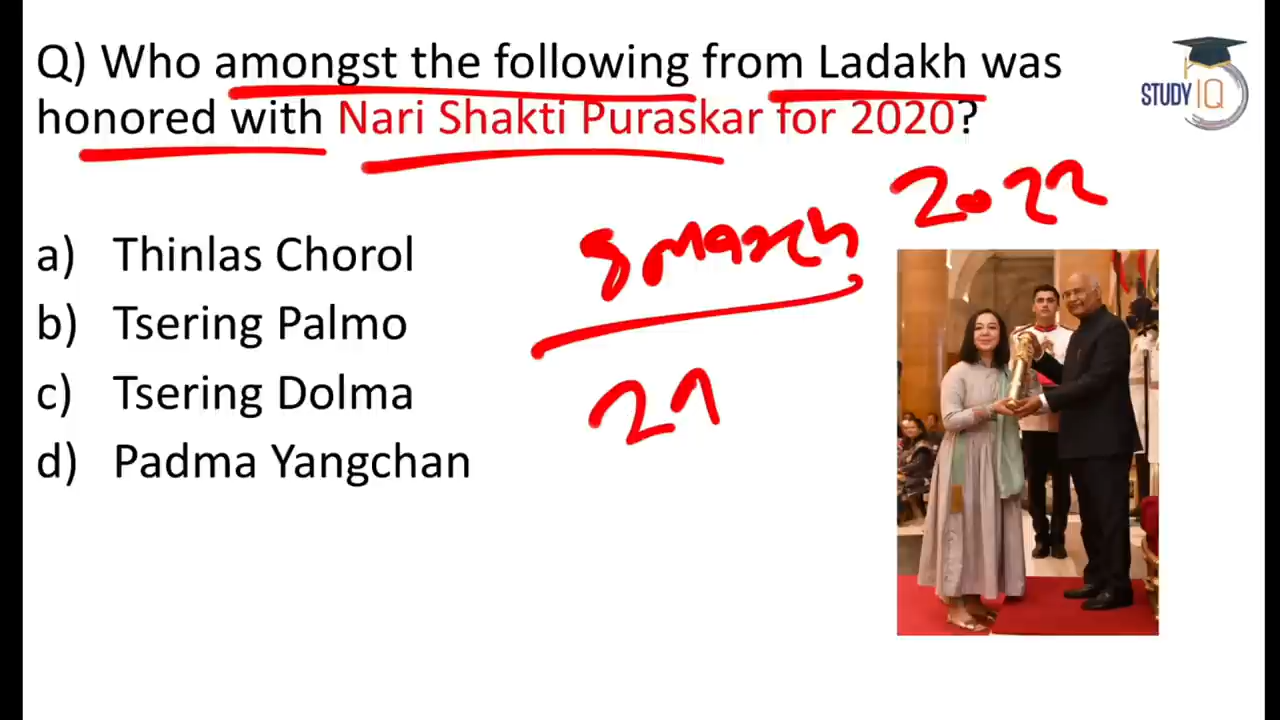 Q) Who amongst the following from Ladakh was
honored with Nari Shakti Puraskar for 2020?
STUDY IQ
8 March 2022
a) Thinlas Chorol
b) Tsering Palmo
29
c) Tsering Dolma
d) Padma Yangchan